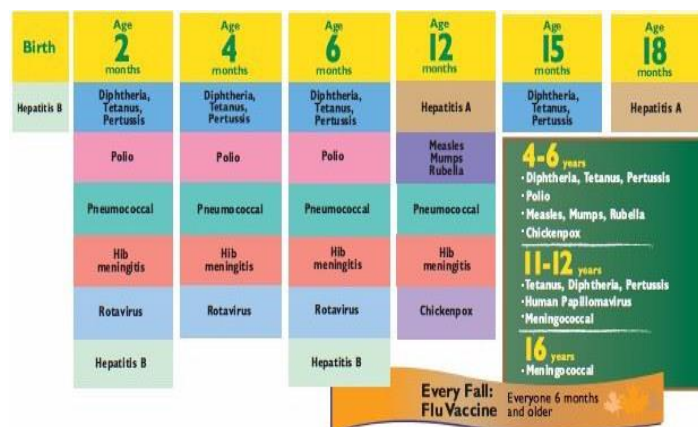 Birth
Age
2
months
Age
4
months
Age
6
months
Age
12
months
Age
15
months
Age
18
months
Hepatitis B
Diphtheria,
Tetanus,
Pertussis
Diphtheria,
Tetanus,
Pertussis
Diphtheria,
Tetanus,
Pertussis
Hepatitis A
Diphtheria,
Tetanus,
Pertussis
Hepatitis A
Polio
Polio
Polio
Measles
Mumps
Rubella
Pneumococcal
Pneumococcal
Pneumococcal
Pneumococcal
Hib
meningitis
Hib
meningitis
Hib
meningitis
Hib
meningitis
Rotavirus
Rotavirus
Rotavirus
Chickenpox
Hepatitis B
Hepatitis B
4-6
years
• Diphtheria, Tetanus, Pertussis
• Polio
• Measles, Mumps, Rubella
• Chickenpox
11-12 years
• Tetanus, Diphtheria, Pertussis
• Human Papillomavirus
• Meningococcal
16 years
• Meningococcal
Every Fall:
Flu Vaccine
Everyone 6 months
and older